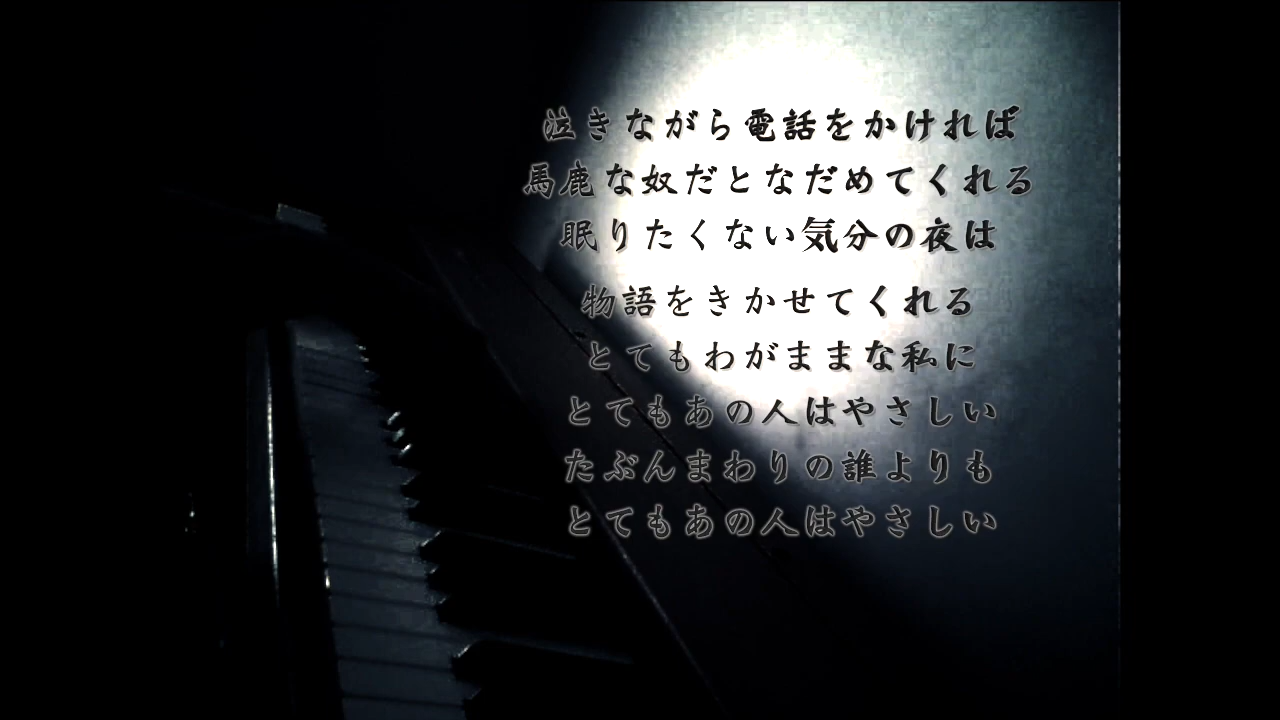 泣きながら電話をかければ
馬鹿な奴だとなだめてくれる
眠りたくない気分の夜は
物語をきかせてくれる
とてもわがままな私に
とてもあの人はやさしい
たぶんまわりの誰よりも
とてもあの人はやさしい